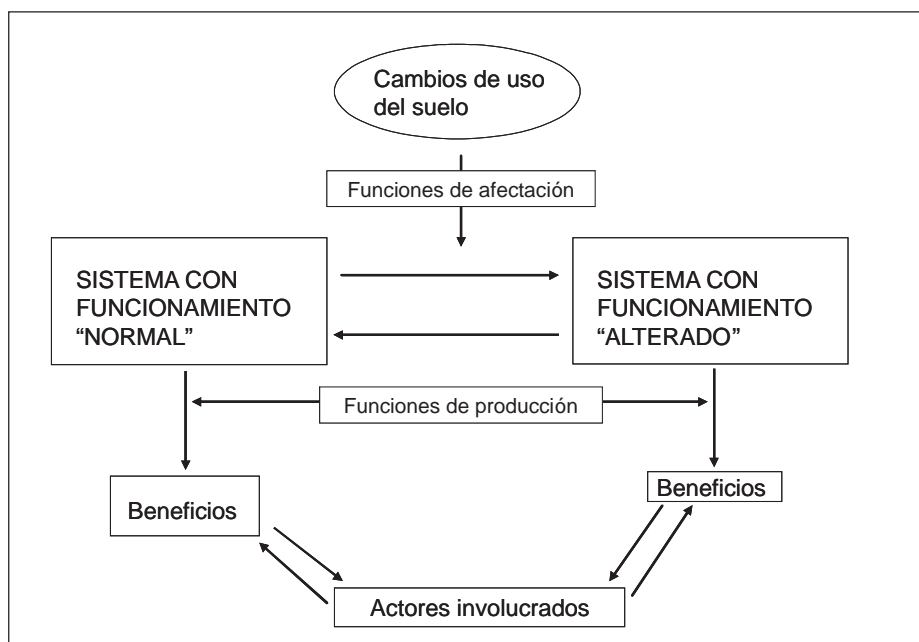 Cambios de uso
del suelo
Funciones de afectación
SISTEMA CON
FUNCIONAMIENTO
“NORMAL”
SISTEMA CON
FUNCIONAMIENTO
“ALTERADO”
Funciones de producción
Beneficios
Beneficios
Actores involucrados